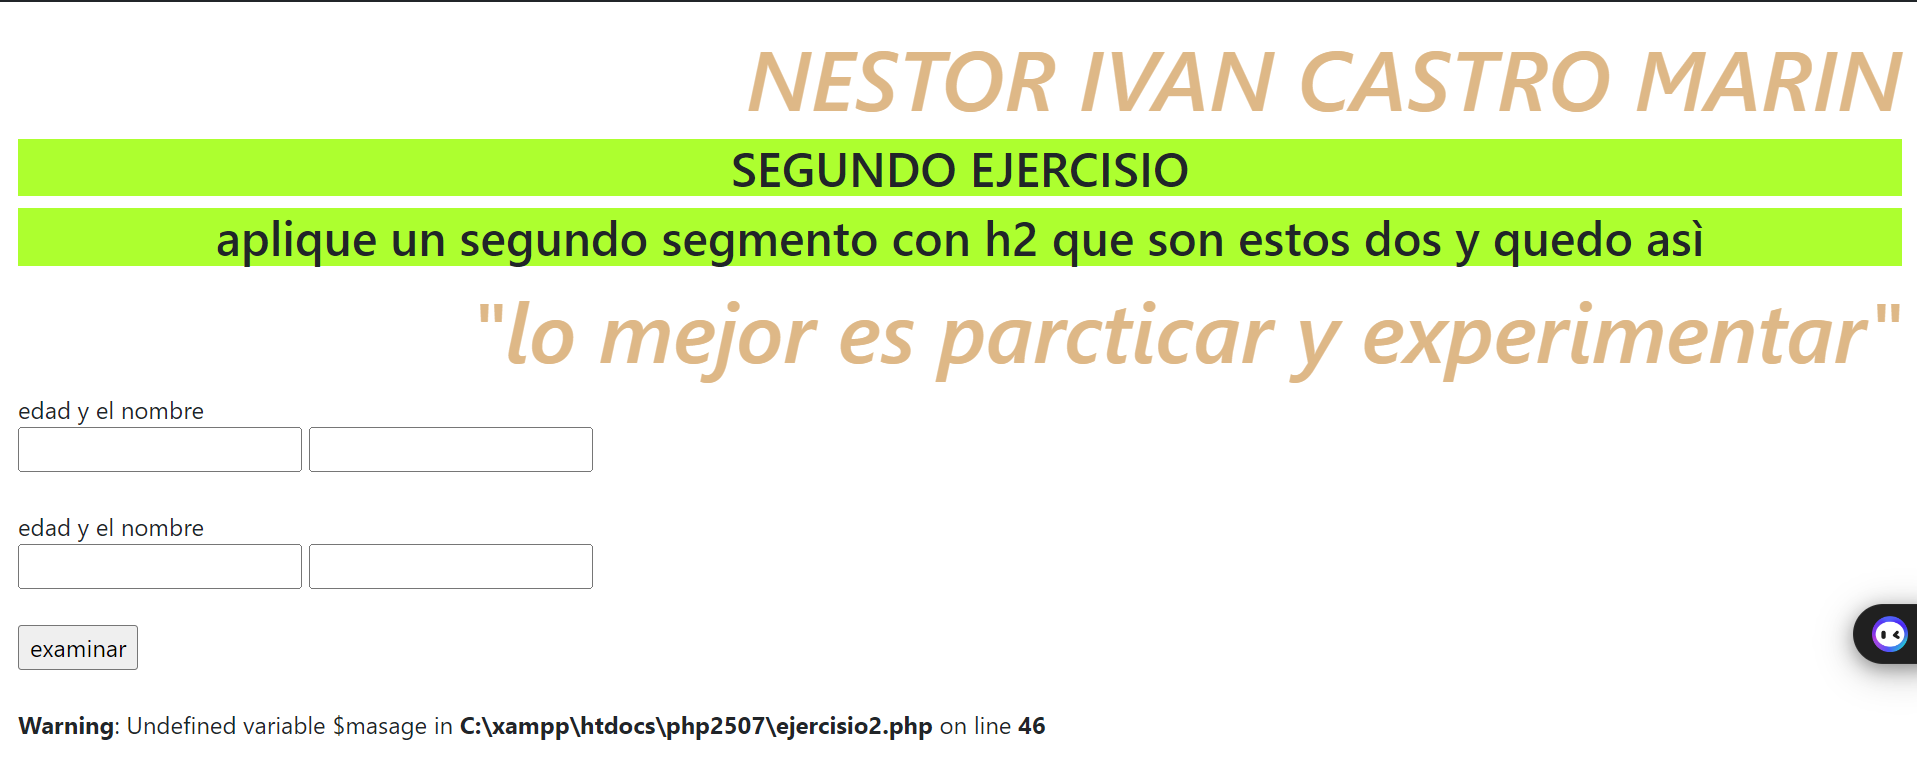 NESTOR IVAN CASTRO MARIN
SEGUNDO EJERCISIO
aplique un segundo segmento con h2 que son estos dos y quedo asì
"lo mejor es parcticar y experimentar"
edad y el nombre
edad y el nombre
examinar
Warning: Undefined variable $masage in C:\xampp\htdocs\php2507\ejercisio2.php on line 46